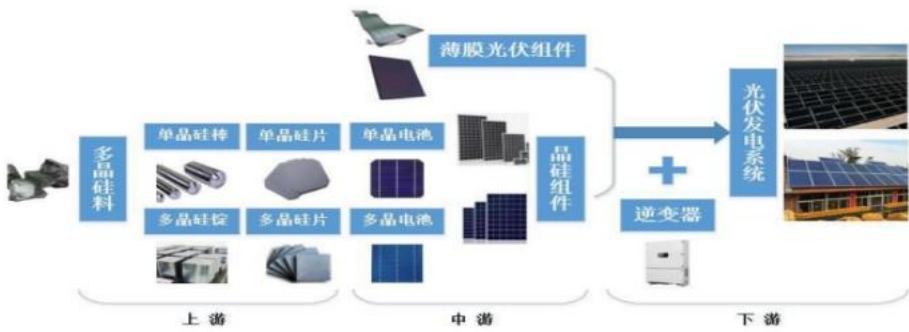 薄膜光伏组件
多晶硅料
单晶硅棒
单晶硅片
单晶电池
多晶硅锭
多晶硅片
多晶电池
晶硅组件
逆变器
光伏发电系统
上游
中游
下游